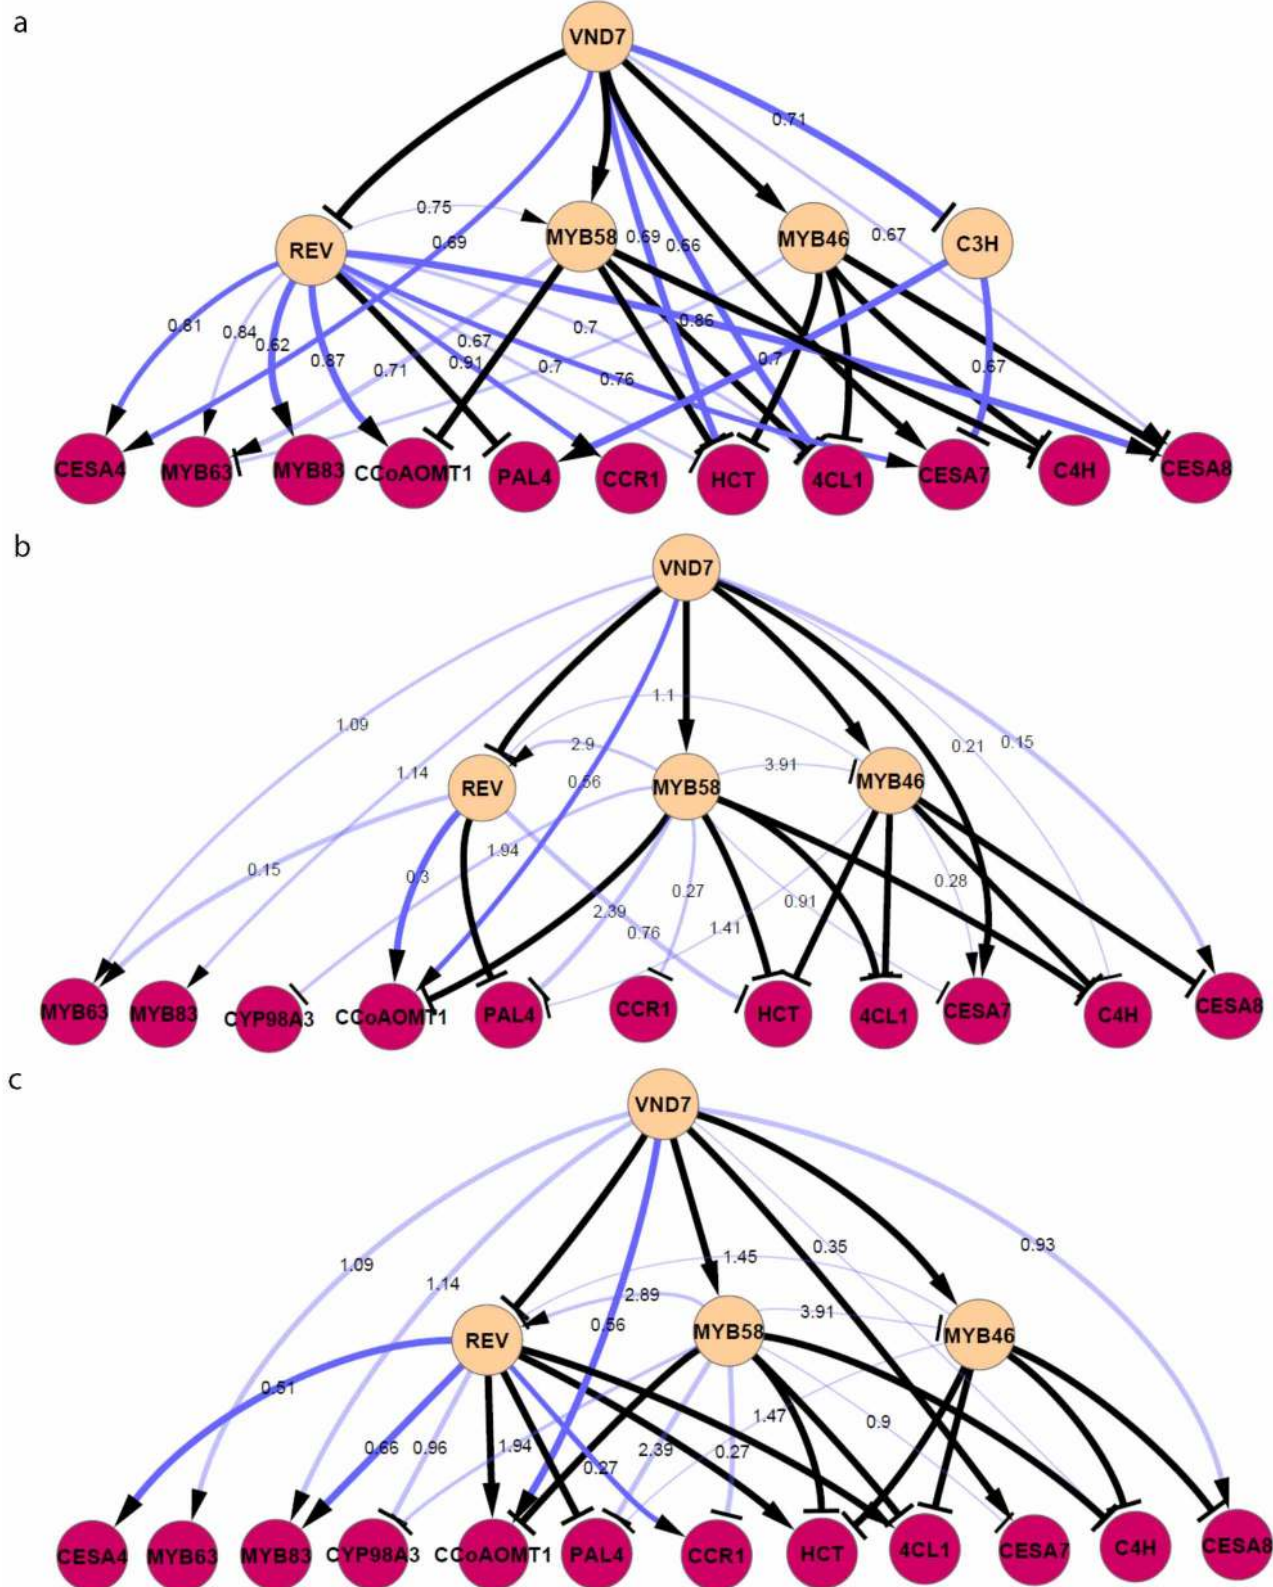 a
VND7
0.71
0.75
REV
0.69
MYB58
0.69
0.66
MYB46
0.67
C3H
0.81
0.84
0.62
0.87
0.71
0.67
0.91
0.7
0.7
0.76
0.86
0.7
0.67
CESA4
MYB63
MYB83
CCoAOMT1
PAL4
CCR1
HCT
4CL1
CESA7
C4H
CESA8
b
VND7
1.09
1.14
1.1
2.9
0.56
3.91
0.21
0.15
REV
MYB58
MYB46
0.15
0.3
1.94
2.39
0.76
0.27
1.41
0.91
0.28
MYB63
MYB83
CYP98A3
CCoAOMT1
PAL4
CCR1
HCT
4CL1
CESA7
C4H
CESA8
c
VND7
1.09
1.14
1.45
0.35
0.93
2.89
0.56
3.91
REV
MYB58
MYB46
0.51
0.66
0.96
1.94
0.27
2.39
0.27
1.47
0.9
CESA4
MYB63
MYB83
CYP98A3
CCoAOMT1
PAL4
CCR1
HCT
4CL1
CESA7
C4H
CESA8